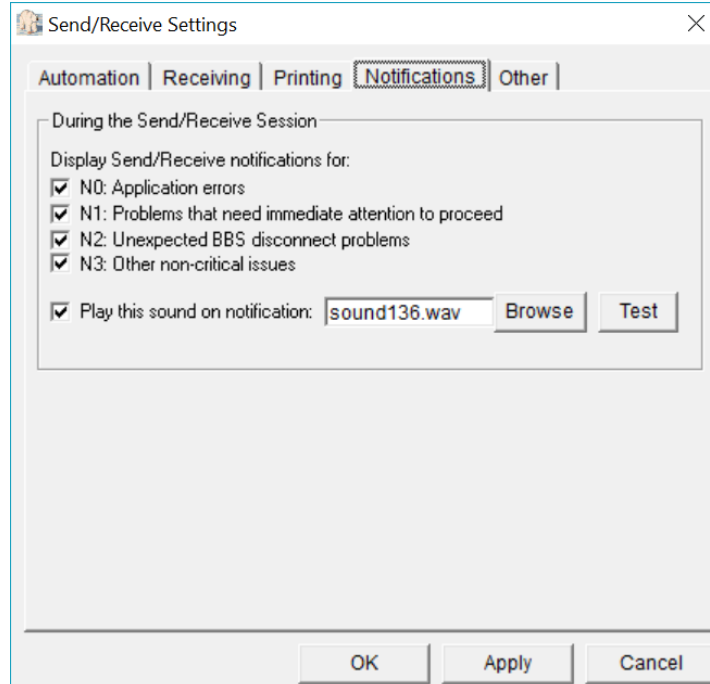 Send/Receive Settings
Automation Receiving Printing Notifications Other
During the Send/Receive Session
Display Send/Receive notifications for:
N0: Application errors
N1: Problems that need immediate attention to proceed
N2: Unexpected BBS disconnect problems
N3: Other non-critical issues
Play this sound on notification: sound136.wav Browse Test
OK Apply Cancel